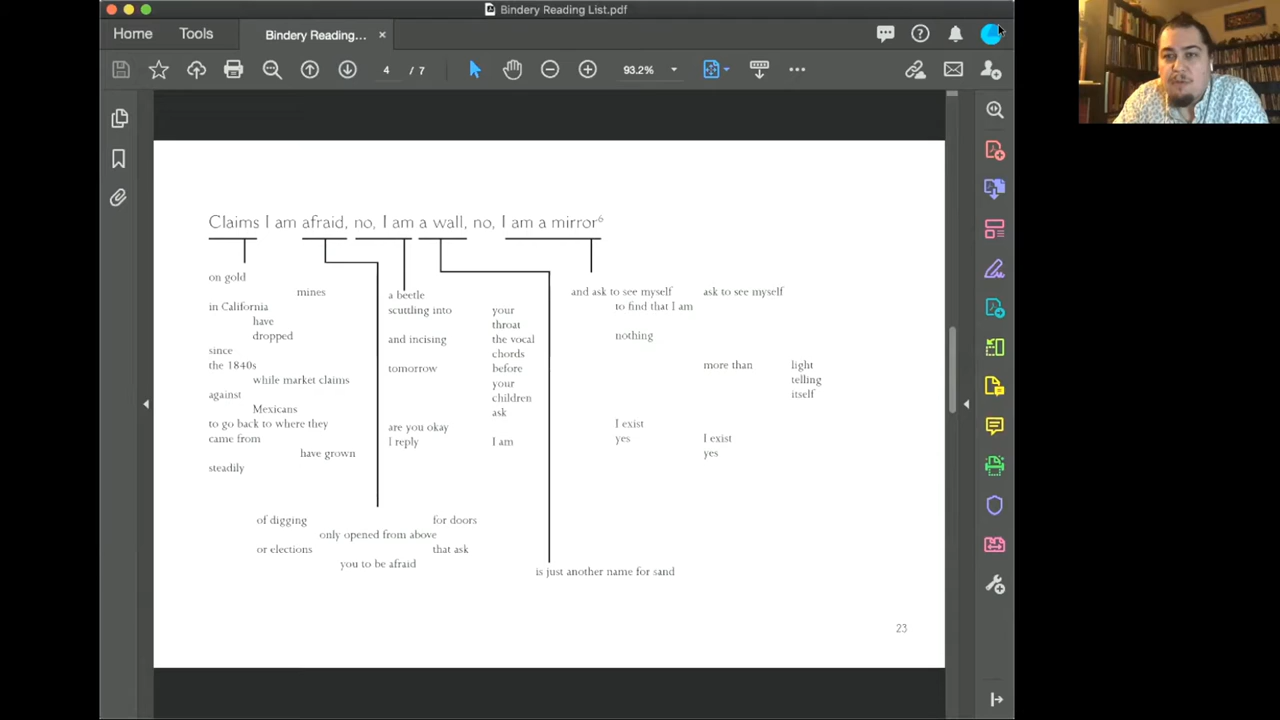 Bindery Reading List.pdf
Home
Tools
Bindery Reading...
4 / 7
93.2%
Claims I am afraid, no, I am a wall, no, I am a mirror⁶
on gold
mines
in California
have
dropped
since
the 1840s
while market claims
against
Mexicans
to go back to where they
came from
have grown
steadily
of digging for doors
only opened from above
or elections that ask
you to be afraid
a beetle
scuttling into your
throat
and incising the vocal
chords
tomorrow before
your
children
ask
are you okay
I reply I am
is just another name for sand
and ask to see myself ask to see myself
to find that I am
nothing
more than light
telling
itself
I exist
yes I exist
yes
23